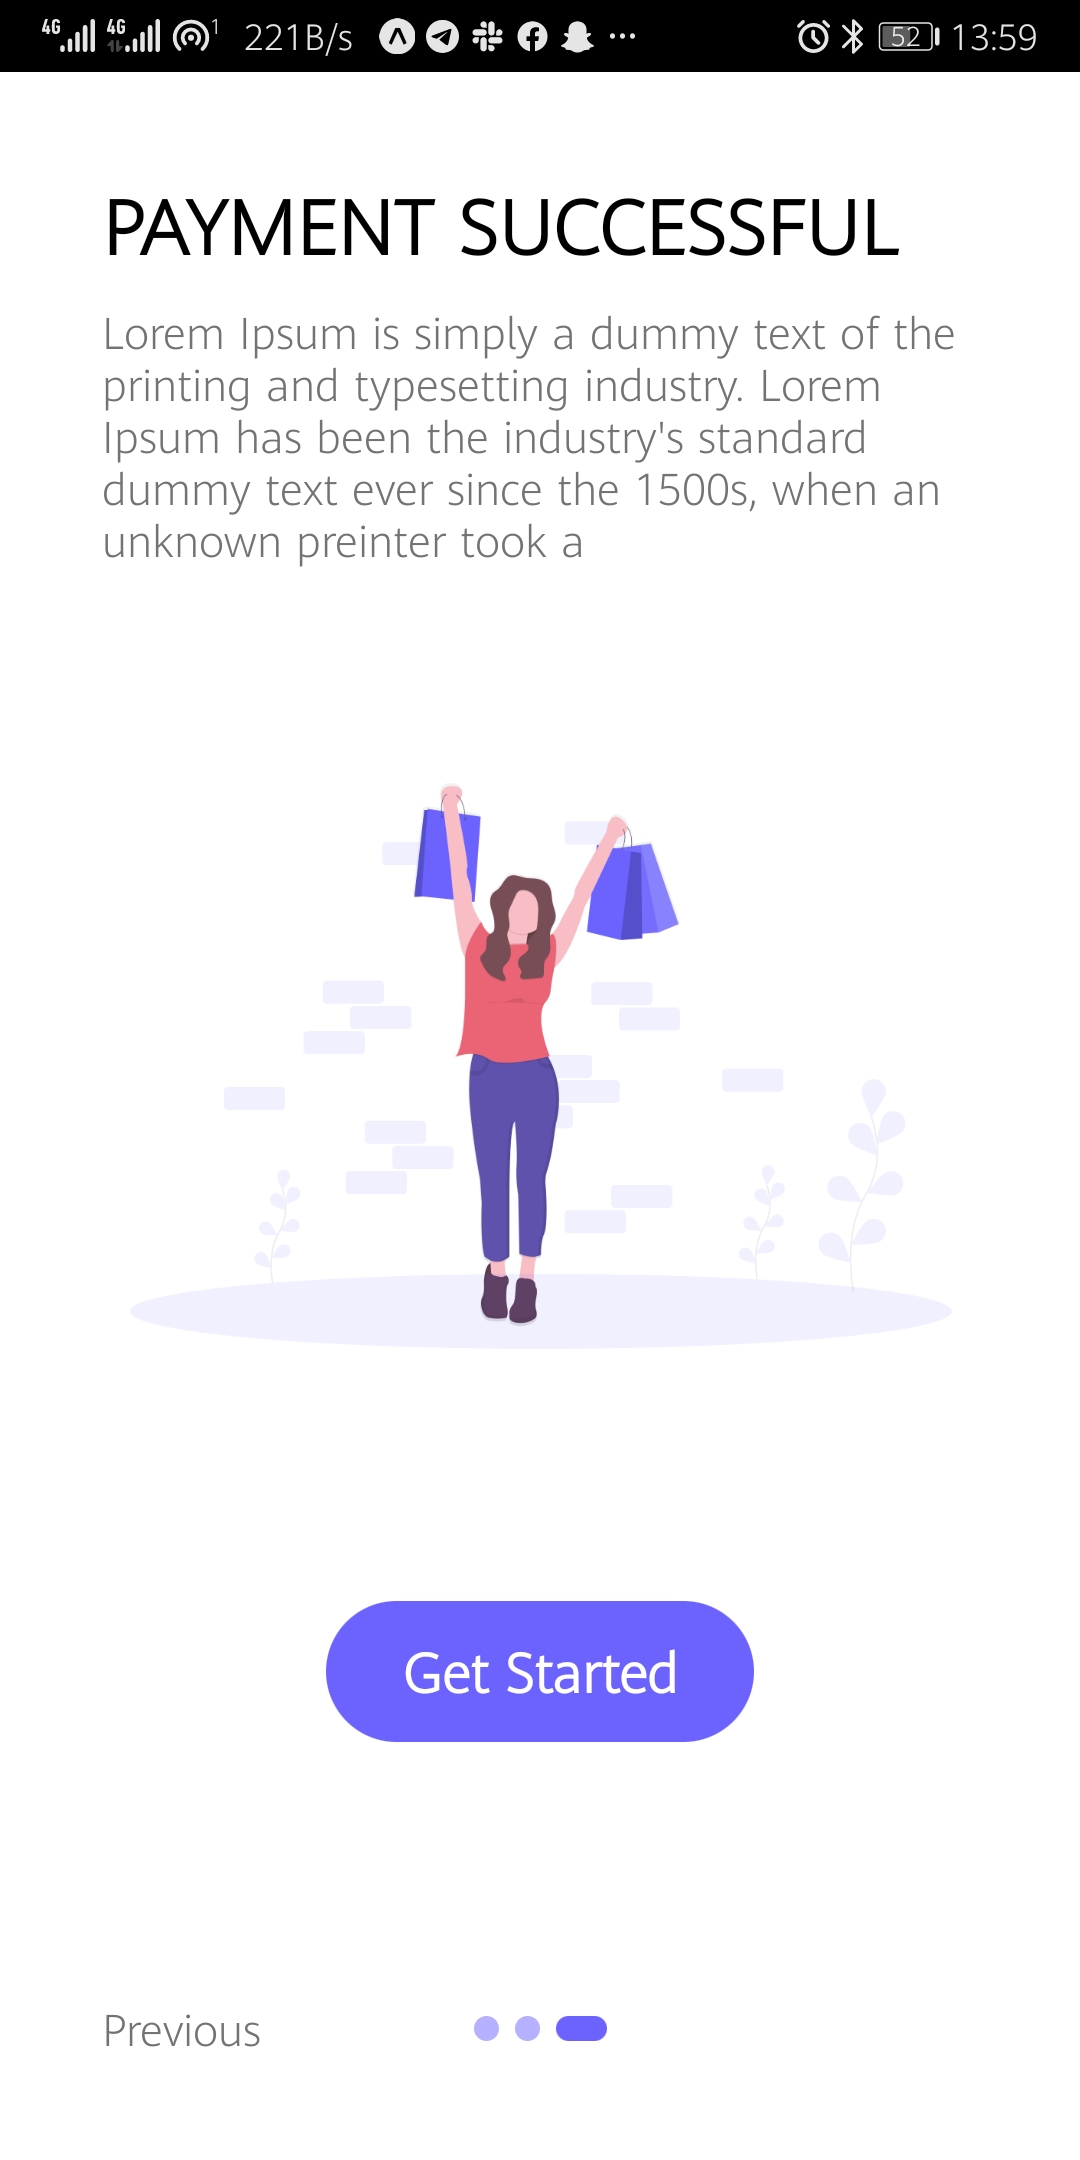 4G 4G 1 221B/s 52 13:59
PAYMENT SUCCESSFUL
Lorem Ipsum is simply a dummy text of the
printing and typesetting industry. Lorem
Ipsum has been the industry's standard
dummy text ever since the 1500s, when an
unknown preinter took a
Get Started
Previous